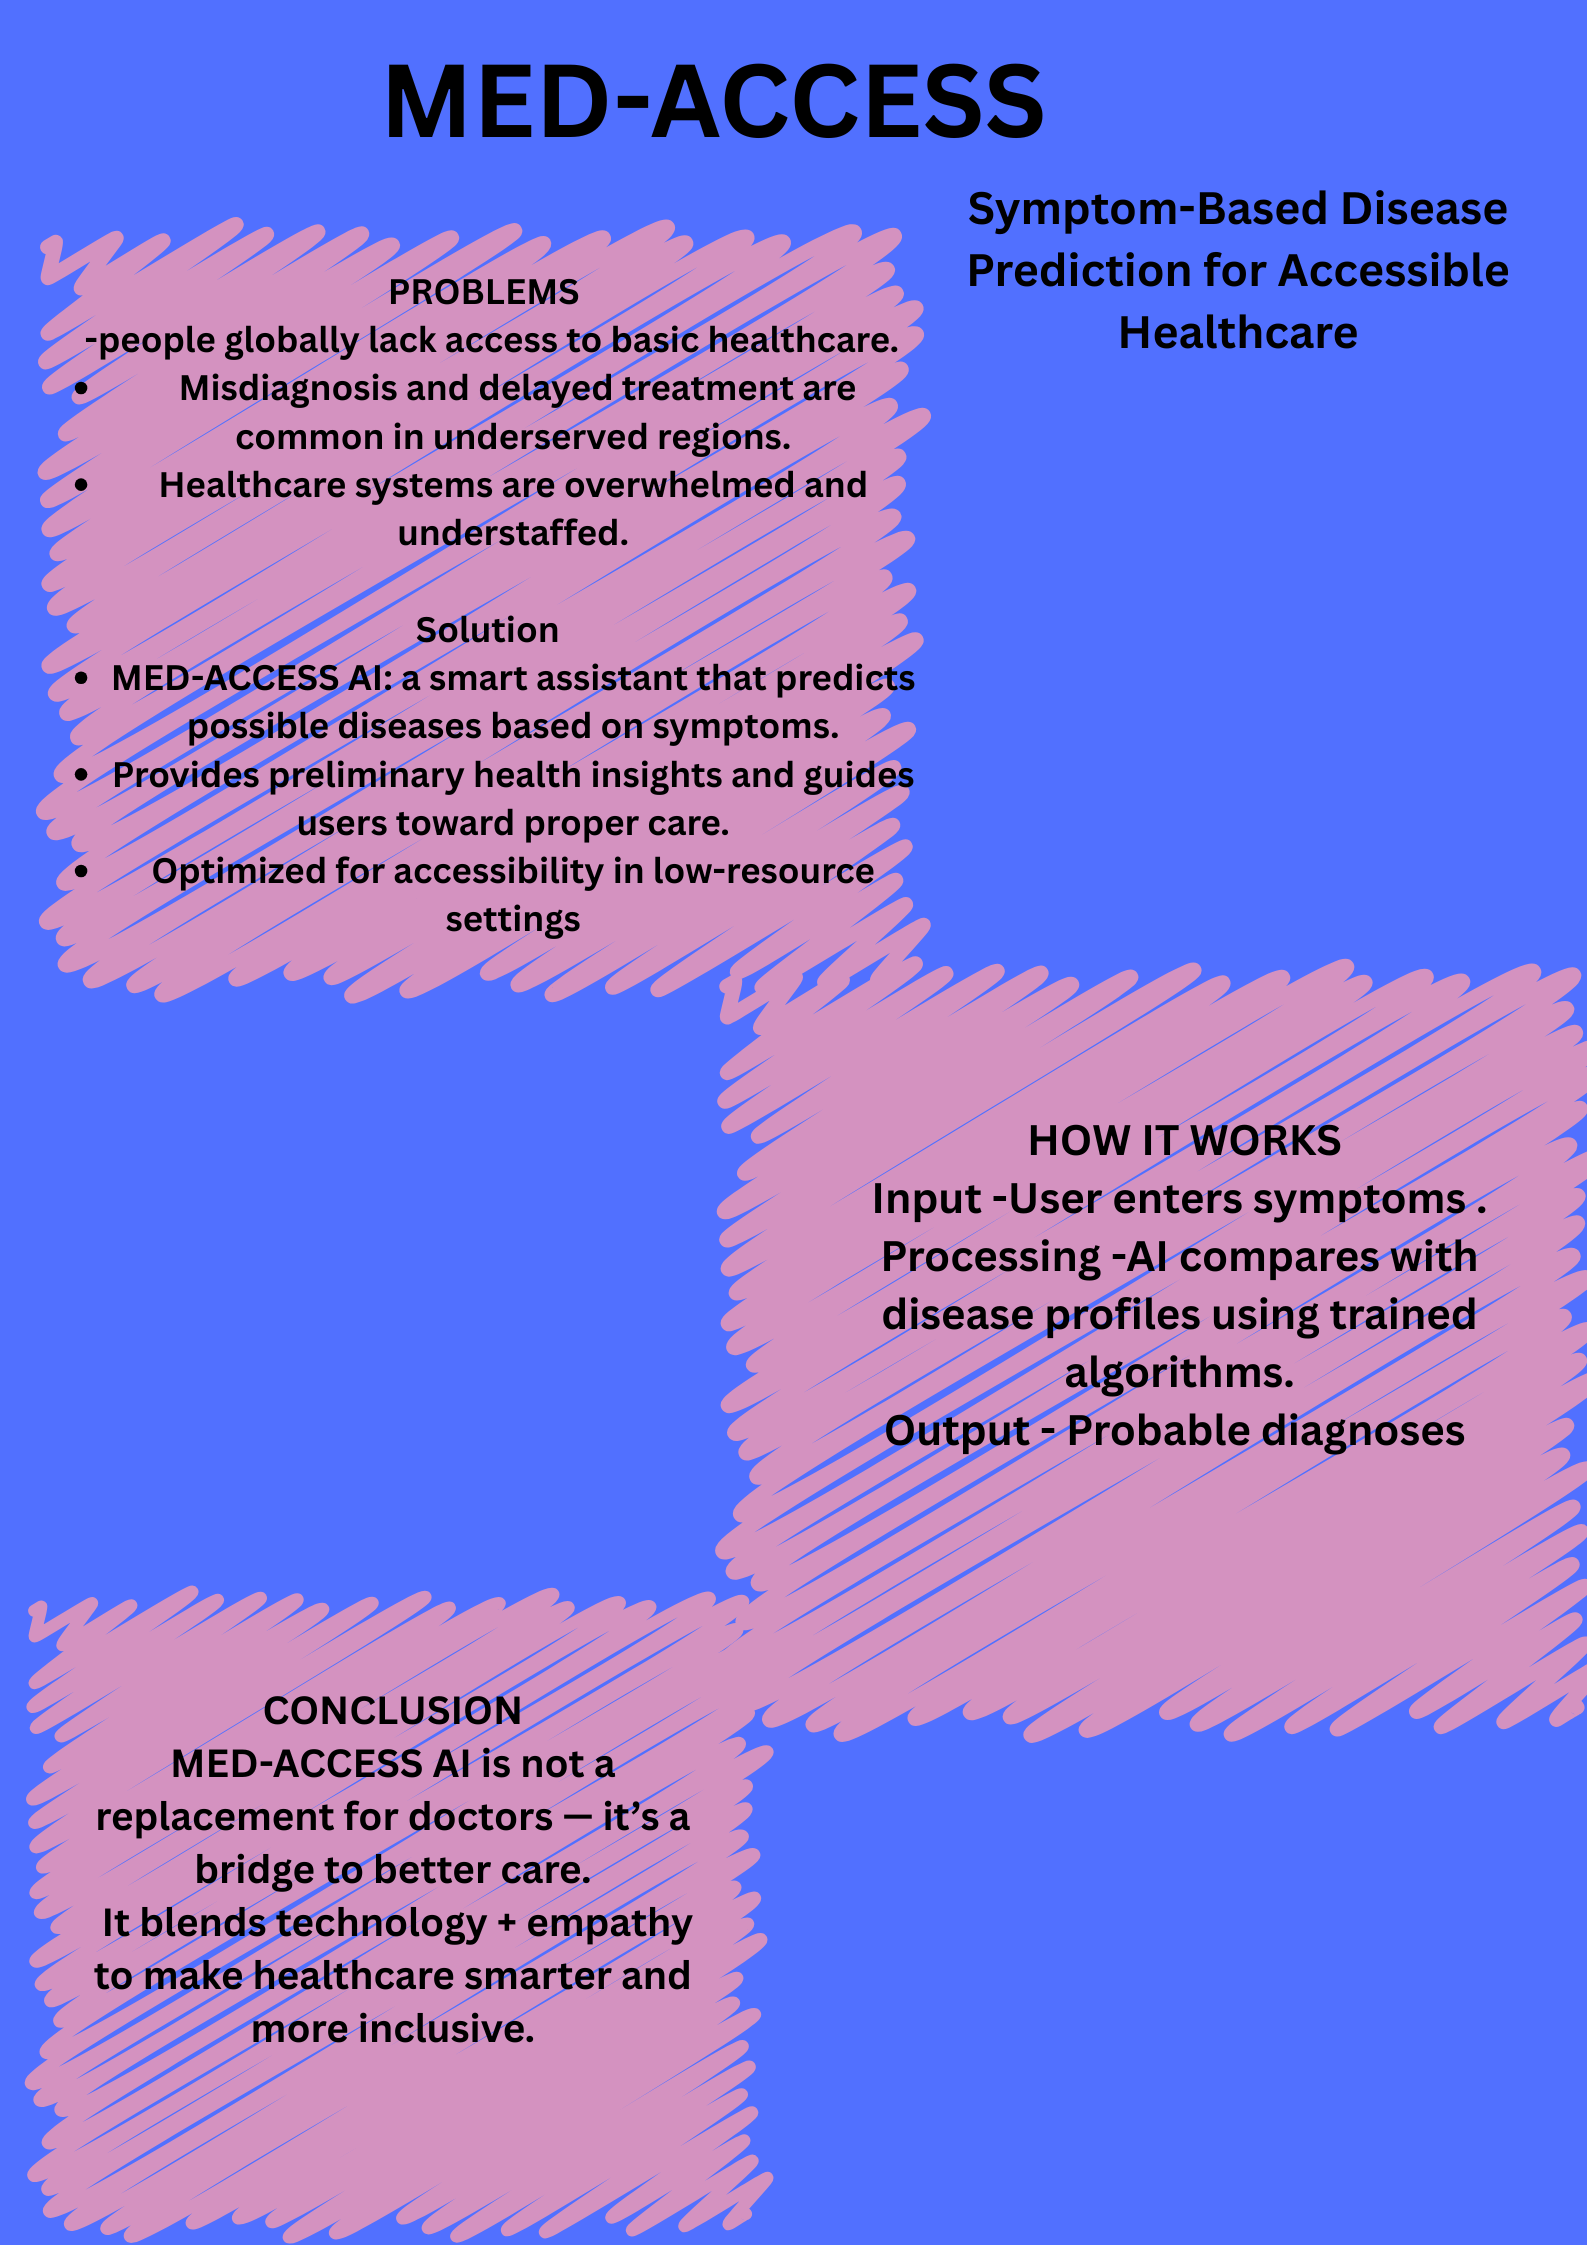 MED-ACCESS
Symptom-Based Disease
Prediction for Accessible
Healthcare
PROBLEMS
-people globally lack access to basic healthcare.
• Misdiagnosis and delayed treatment are
common in underserved regions.
• Healthcare systems are overwhelmed and
understaffed.
Solution
• MED-ACCESS AI: a smart assistant that predicts
possible diseases based on symptoms.
• Provides preliminary health insights and guides
users toward proper care.
• Optimized for accessibility in low-resource
settings
HOW IT WORKS
Input -User enters symptoms .
Processing -AI compares with
disease profiles using trained
algorithms.
Output - Probable diagnoses
CONCLUSION
MED-ACCESS AI is not a
replacement for doctors — it’s a
bridge to better care.
It blends technology + empathy
to make healthcare smarter and
more inclusive.